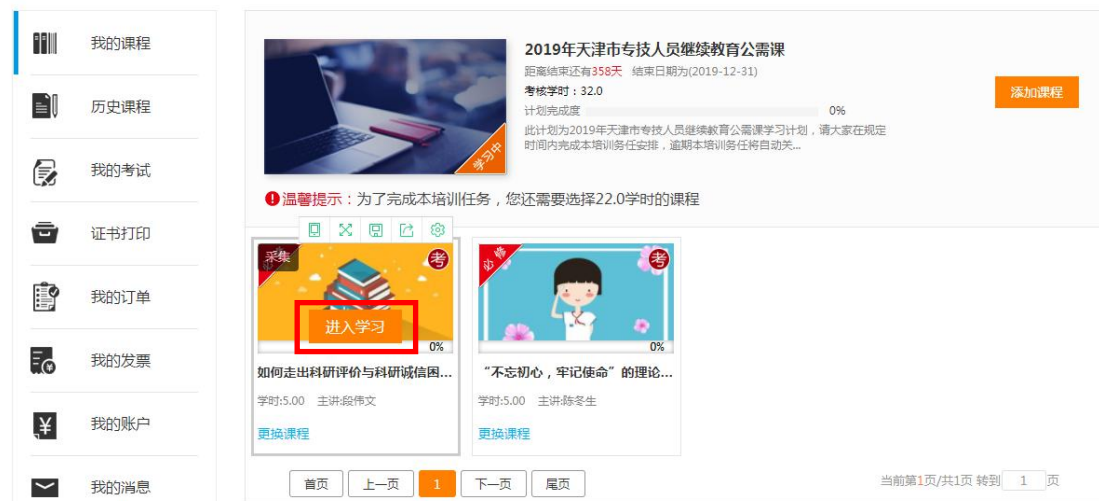 我的课程
历史课程
我的考试
证书打印
我的订单
我的发票
我的账户
我的消息
2019年天津市专技人员继续教育公需课
距离结束还有358天 结束日期为(2019-12-31)
考核学时：32.0
计划完成度 0%
此计划为2019年天津市专技人员继续教育公需课学习计划，请大家在规定
时间内完成本培训务任安排，逾期本培训务任将自动关...
添加课程
学习中
温馨提示：为了完成本培训任务，您还需要选择22.0学时的课程
采集
考
进入学习
0%
如何走出科研评价与科研诚信困...
学时:5.00 主讲:段伟文
更换课程
必修
考
0%
“不忘初心，牢记使命”的理论...
学时:5.00 主讲:陈冬生
更换课程
首页 上一页 1 下一页 尾页
当前第1页/共1页 转到 1 页